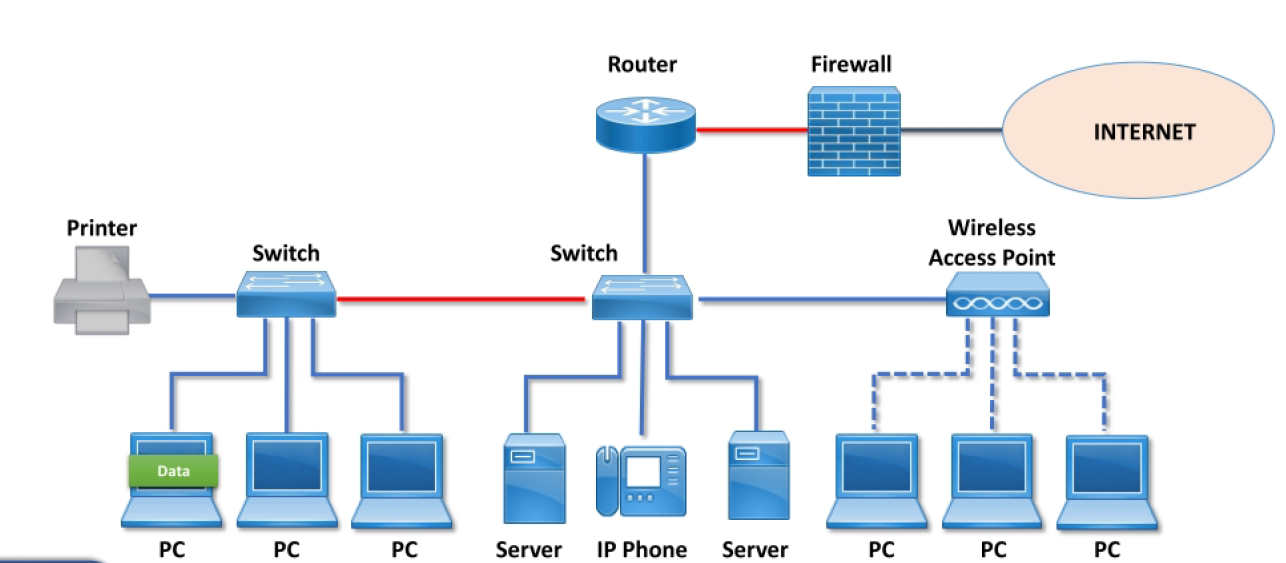 Router
Firewall
INTERNET
Printer
Switch
Switch
Wireless
Access Point
Data
PC
PC
PC
Server
IP Phone
Server
PC
PC
PC